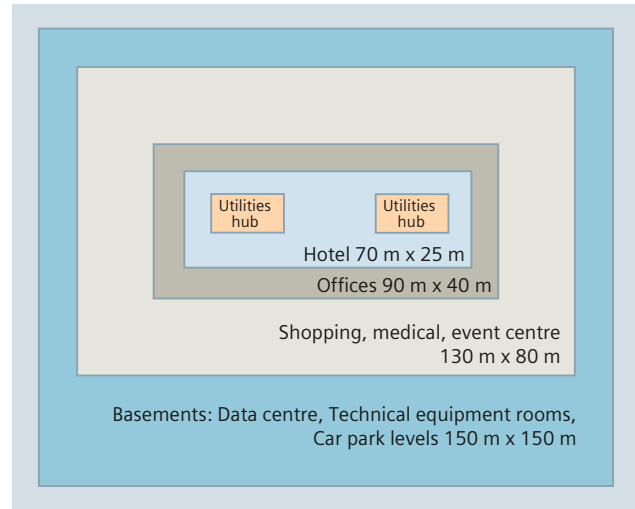 Utilities
hub
Utilities
hub
Hotel 70 m x 25 m
Offices 90 m x 40 m
Shopping, medical, event centre
130 m x 80 m
Basements: Data centre, Technical equipment rooms,
Car park levels 150 m x 150 m